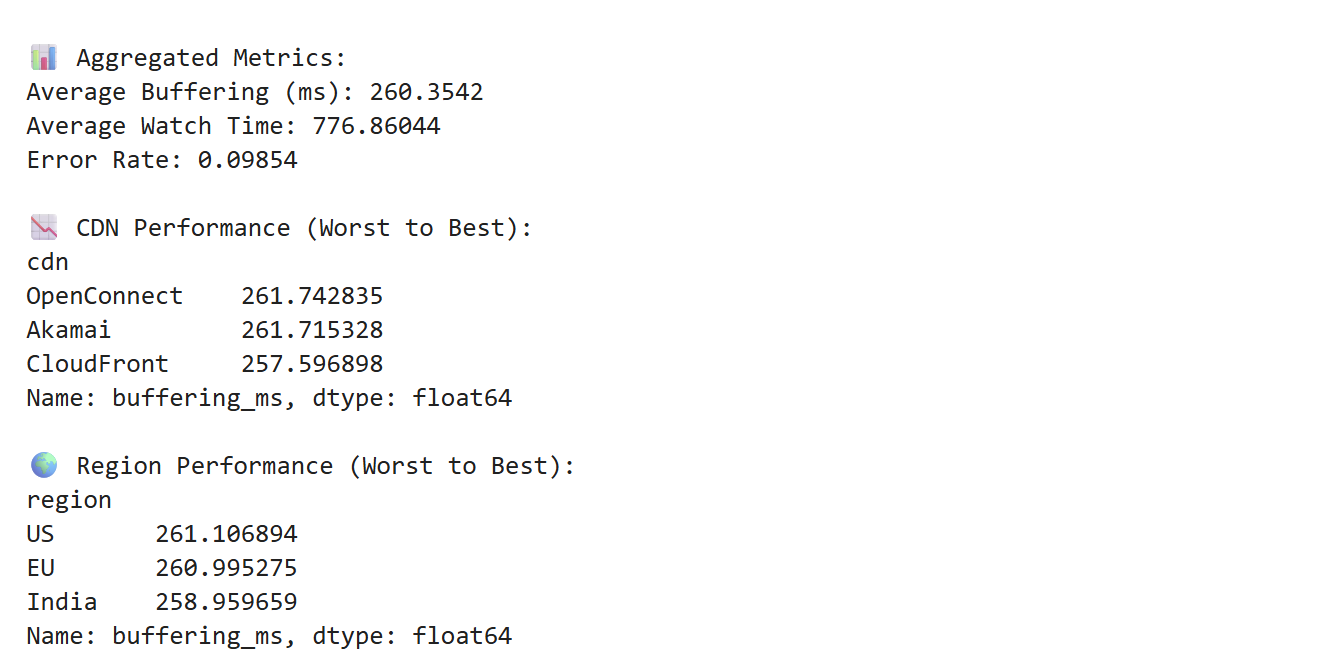 📊 Aggregated Metrics:
Average Buffering (ms): 260.3542
Average Watch Time: 776.86044
Error Rate: 0.09854
📉 CDN Performance (Worst to Best):
cdn
OpenConnect    261.742835
Akamai         261.715328
CloudFront     257.596898
Name: buffering_ms, dtype: float64
🌍 Region Performance (Worst to Best):
region
US       261.106894
EU       260.995275
India    258.959659
Name: buffering_ms, dtype: float64